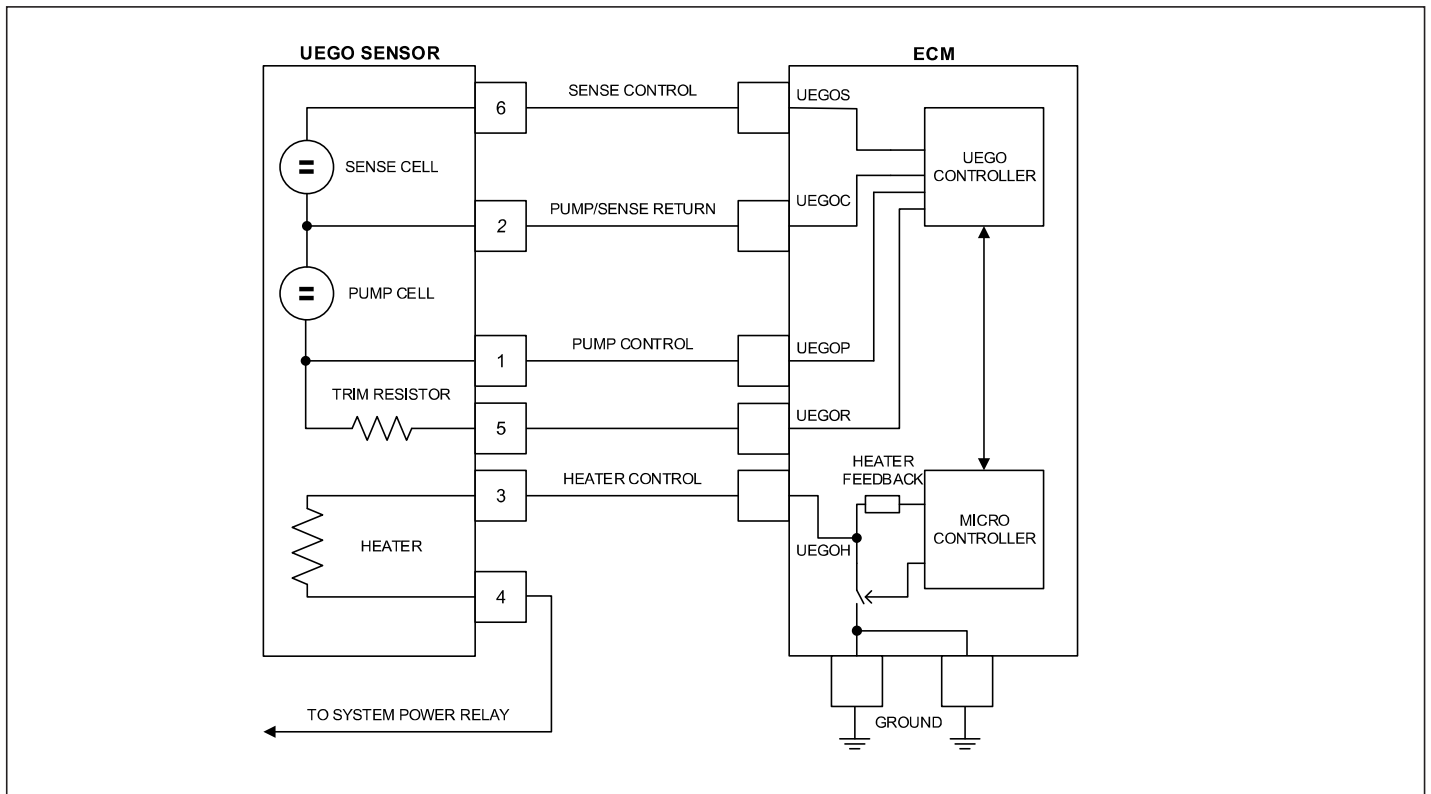 UEGO SENSOR
ECM
6
SENSE CONTROL
UEGOS
SENSE CELL
UEGO
CONTROLLER
2
PUMP/SENSE RETURN
UEGOC
PUMP CELL
1
PUMP CONTROL
UEGOP
TRIM RESISTOR
5
UEGOR
HEATER
FEEDBACK
3
HEATER CONTROL
MICRO
CONTROLLER
HEATER
UEGOH
4
TO SYSTEM POWER RELAY
GROUND